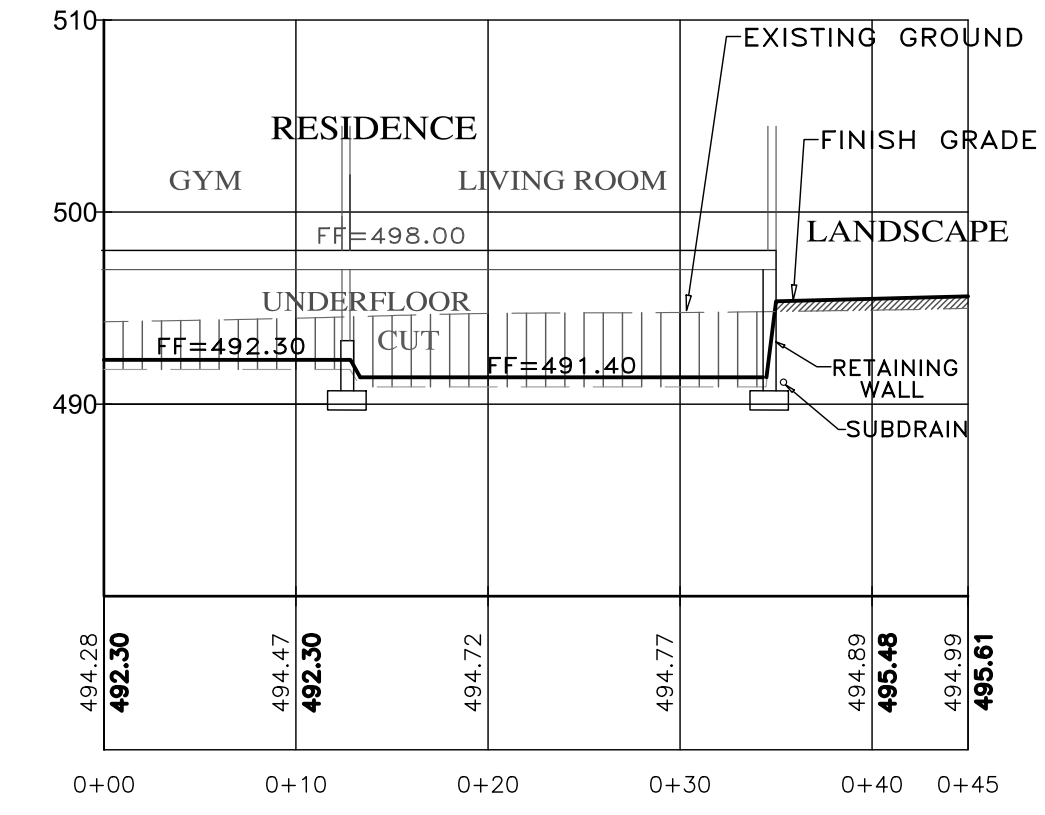 510
EXISTING GROUND
RESIDENCE
FINISH GRADE
GYM
LIVING ROOM
500
LANDSCAPE
FF=498.00
UNDERFLOOR
CUT
FF=492.30
FF=491.40
RETAINING
WALL
490
SUBDRAIN
494.28
492.30
494.47
492.30
494.72
494.77
494.89
495.48
494.99
495.61
0+00
0+10
0+20
0+30
0+40
0+45